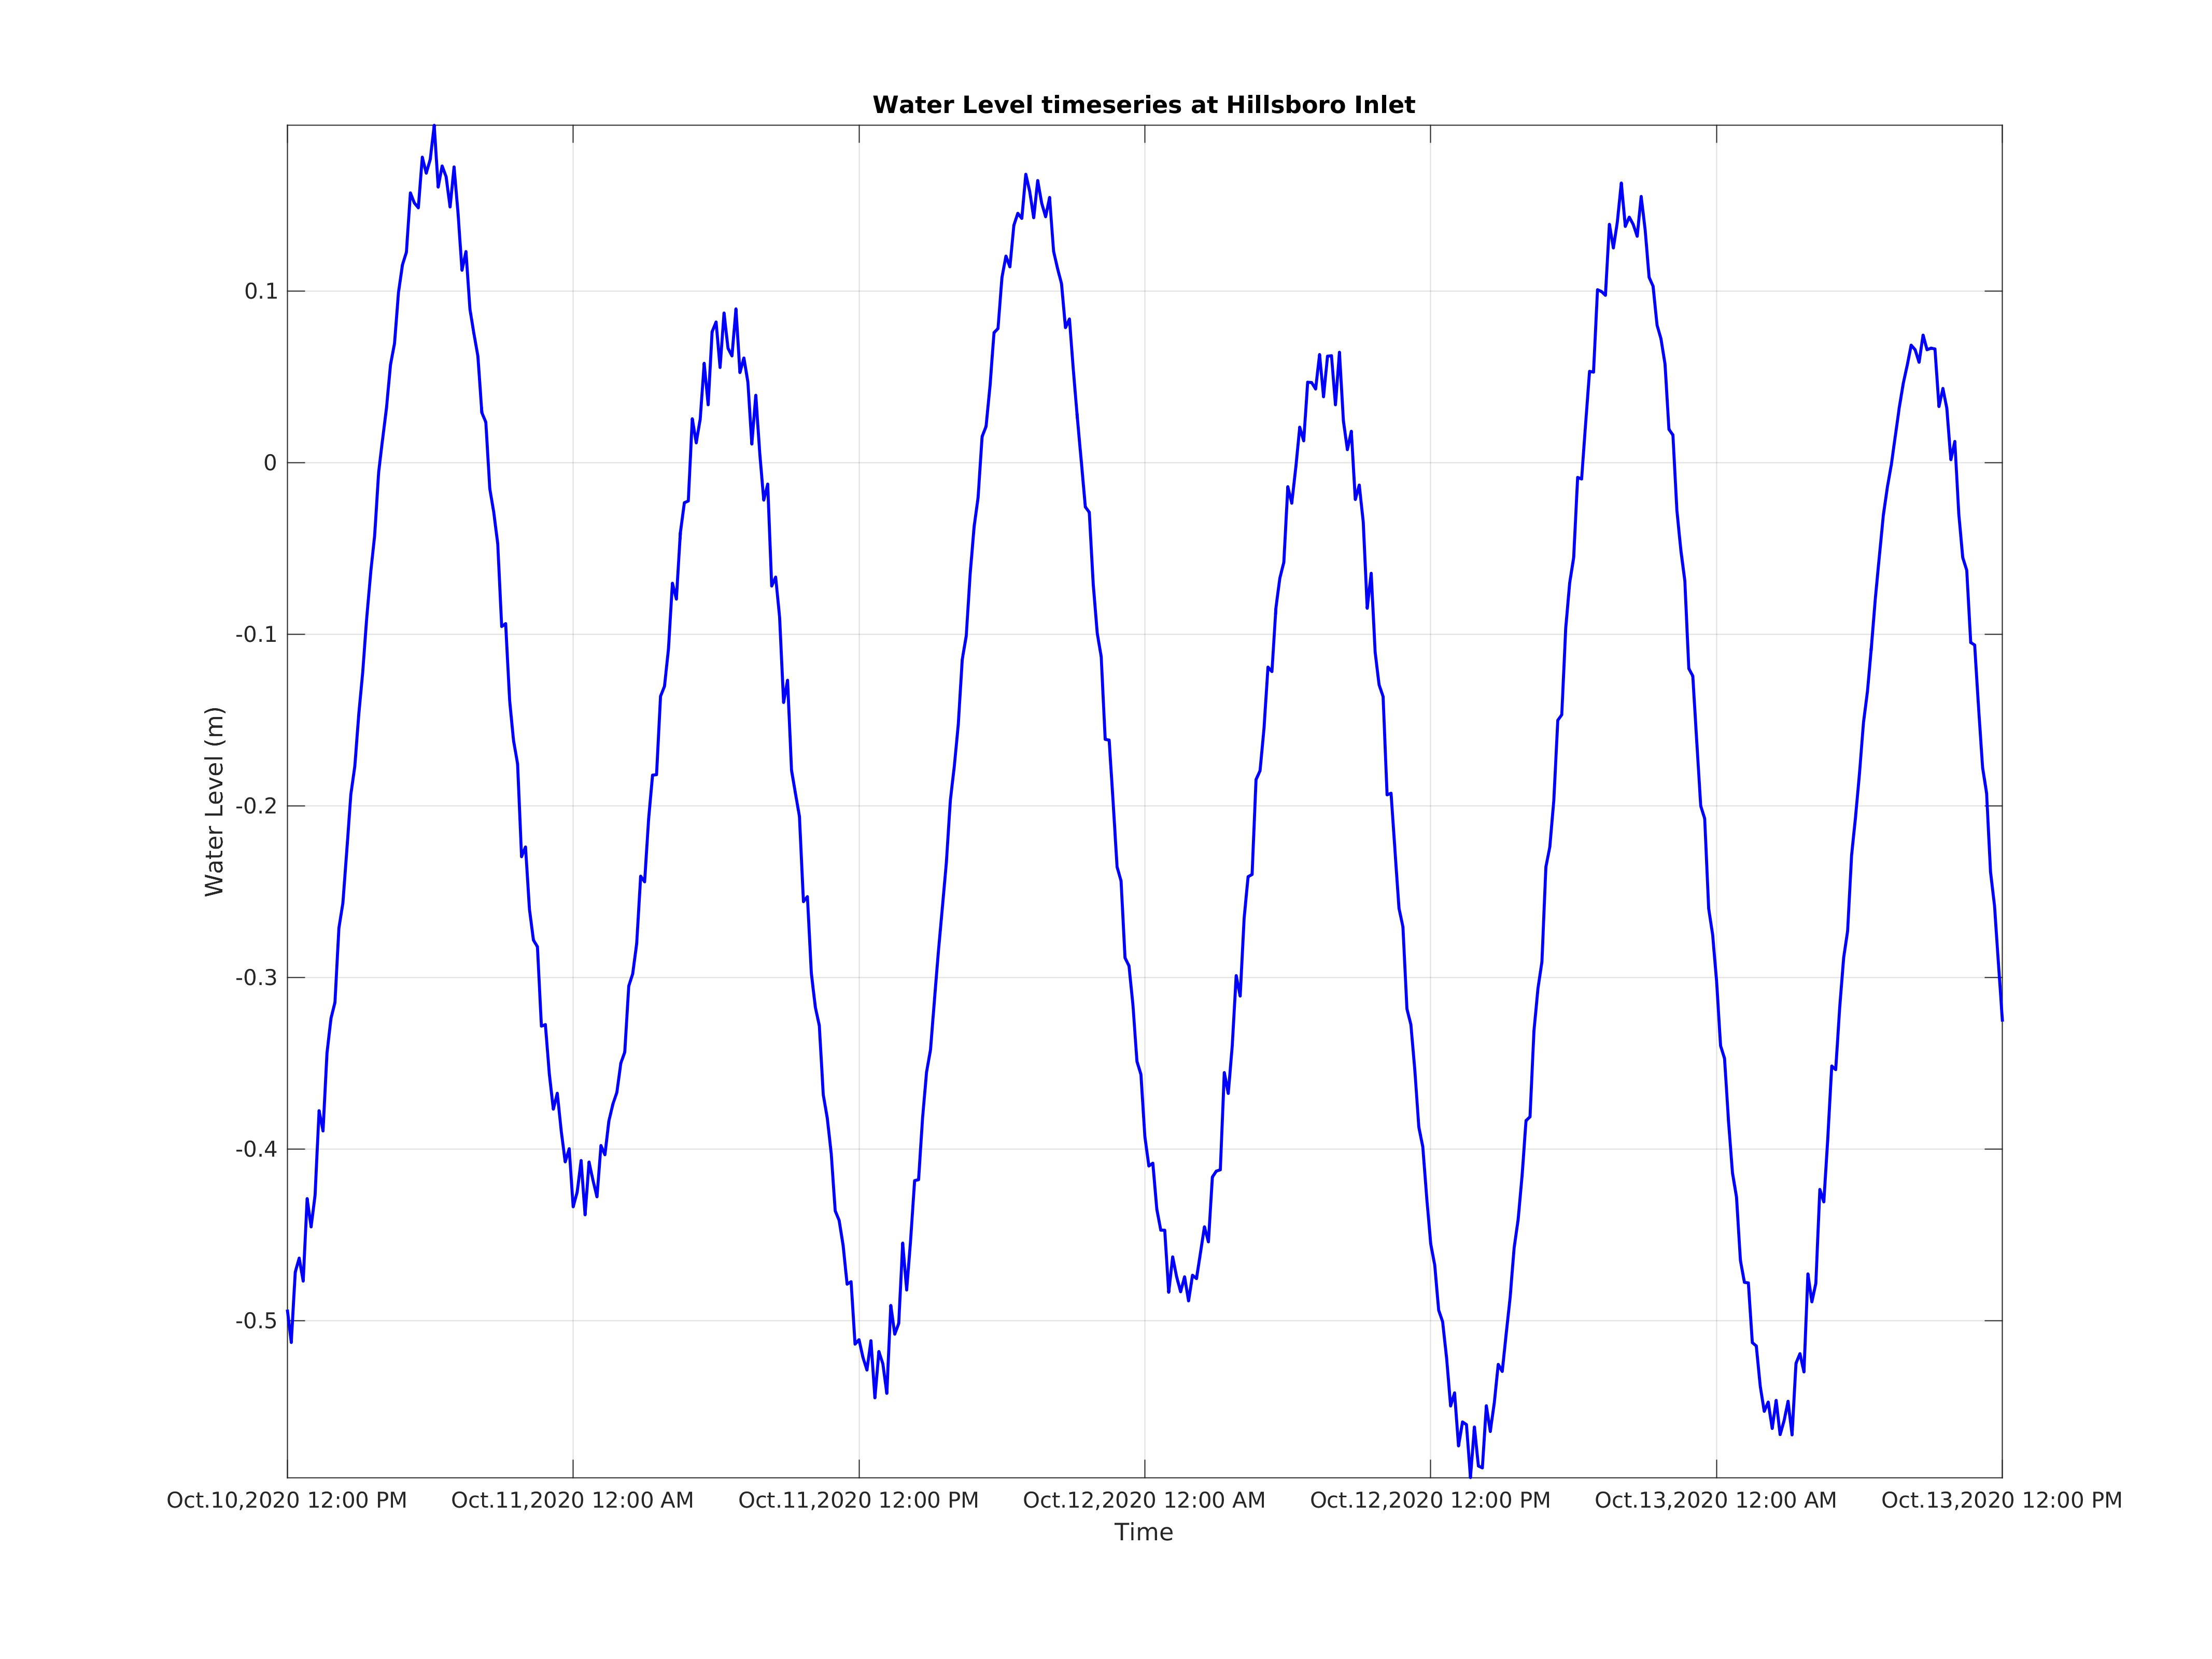 Water Level timeseries at Hillsboro Inlet
0.1
0
-0.1
-0.2
-0.3
-0.4
-0.5
Water Level (m)
Oct.10,2020 12:00 PM Oct.11,2020 12:00 AM Oct.11,2020 12:00 PM Oct.12,2020 12:00 AM Oct.12,2020 12:00 PM Oct.13,2020 12:00 AM Oct.13,2020 12:00 PM
Time